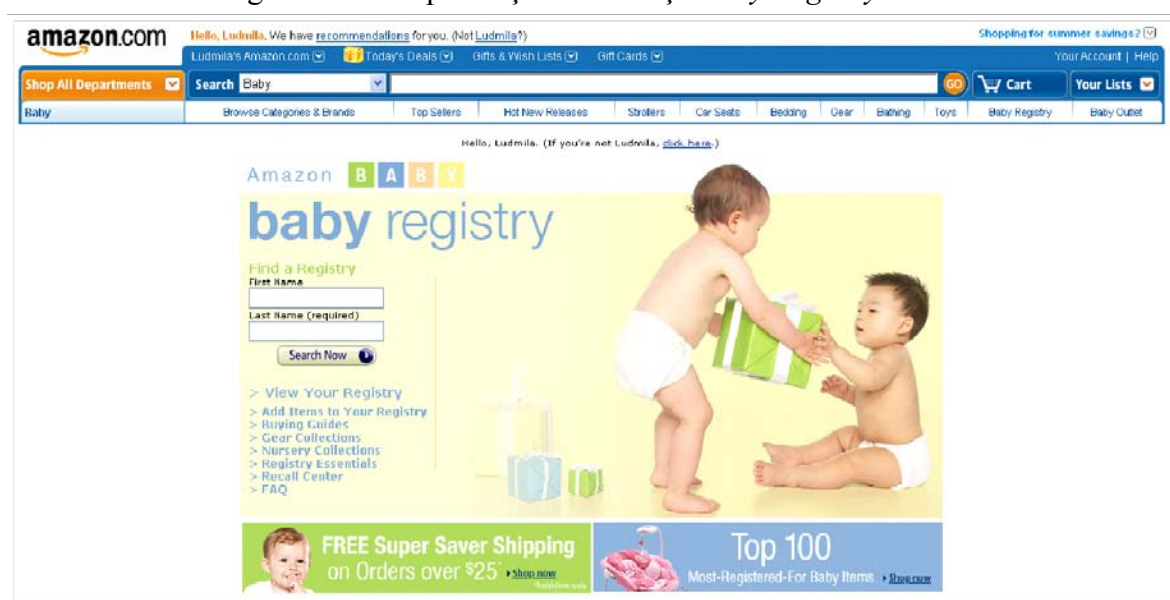 amazon.com
Hello, Ludmila. We have recommendations for you. (Not Ludmila?)
Shopping for summer savings?
Ludmila's Amazon.com
Today's Deals
Gifts & Wish Lists
Gift Cards
Your Account | Help
Shop All Departments
Search Baby
GO
Cart
Your Lists
Baby
Browse Categories & Brands
Top Sellers
Hot New Releases
Strollers
Car Seats
Bedding
Gear
Bathing
Toys
Baby Registry
Baby Outlet
Hello, Ludmila. (If you're not Ludmila, click here.)
Amazon BABY
baby registry
Find a Registry
First Name
Last Name (required)
Search Now
> View Your Registry
> Add Items to Your Registry
> Buying Guides
> Gear Collections
> Nursery Collections
> Registry Essentials
> Recall Center
> FAQ
FREE Super Saver Shipping
on Orders over $25* Shop now
Top 100
Most-Registered-For Baby Items Shop now